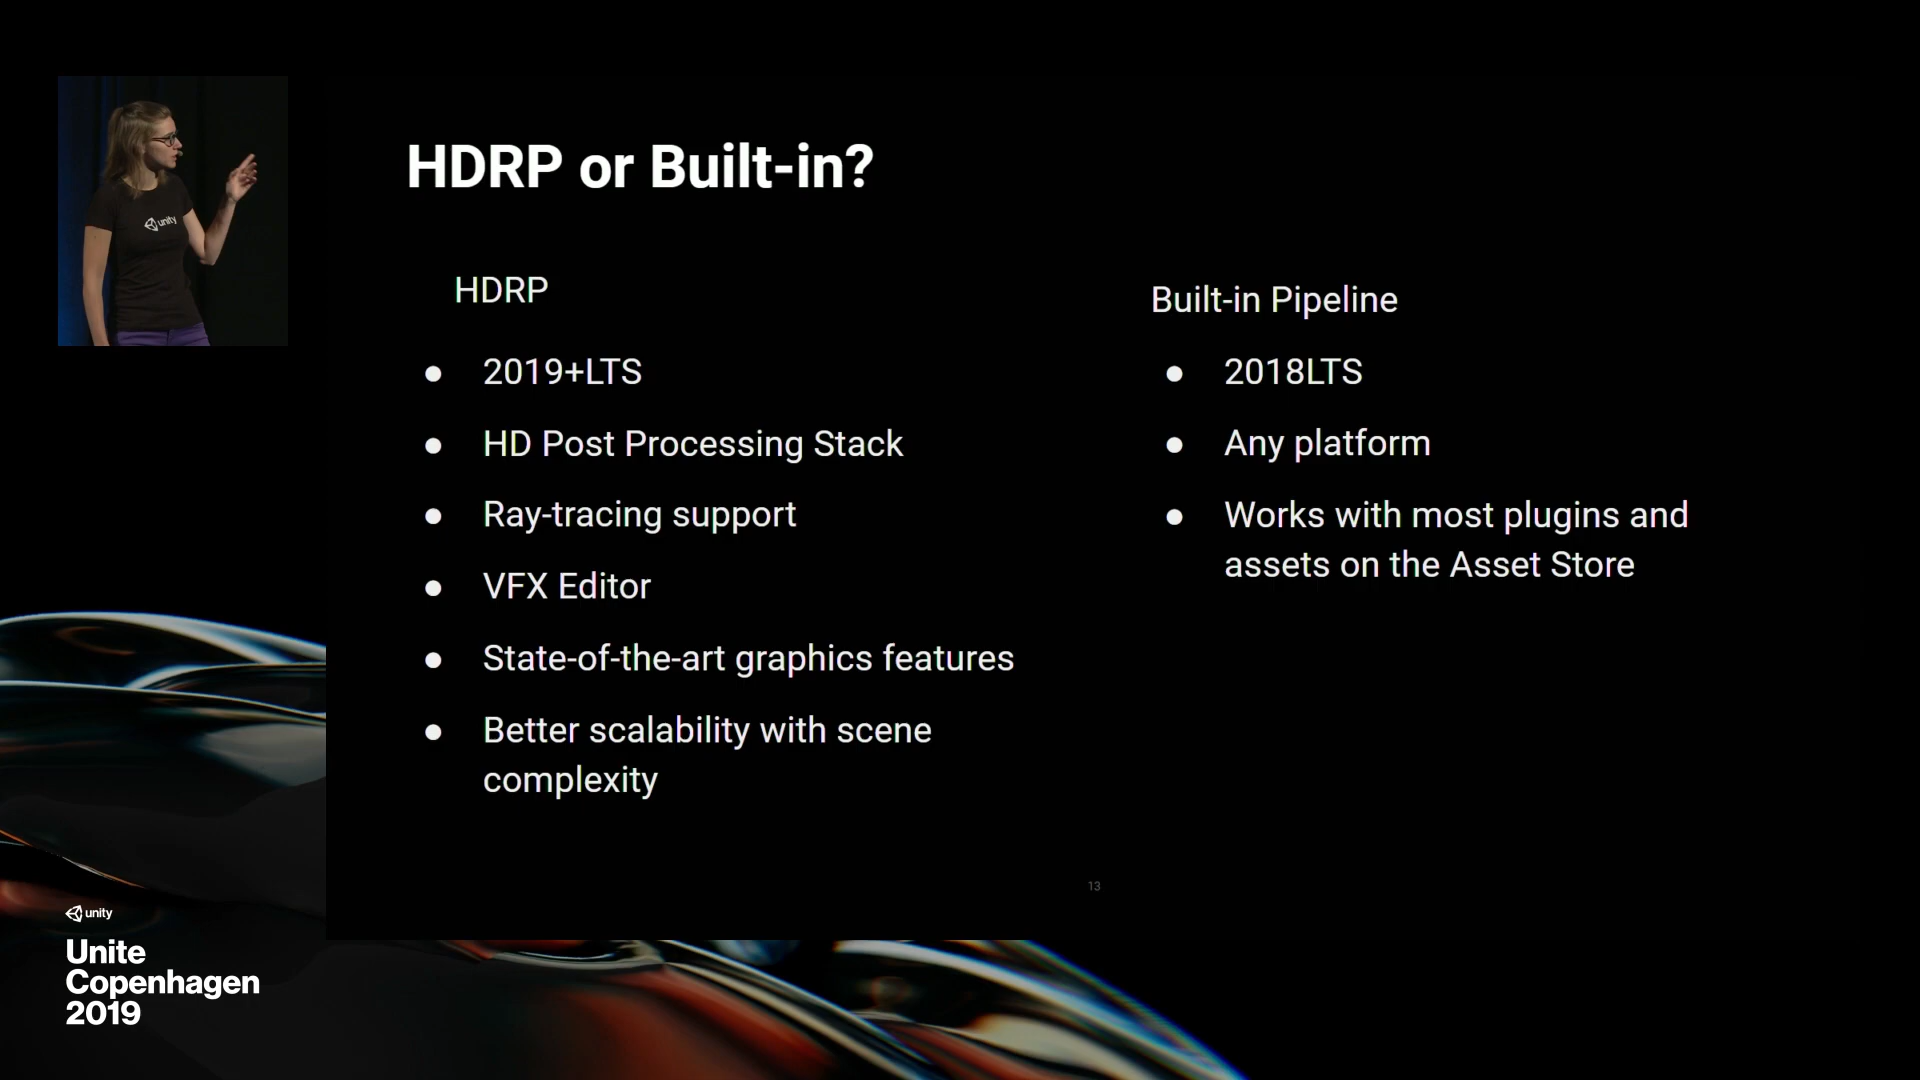 unity
HDRP or Built-in?
HDRP
● 2019+LTS
● HD Post Processing Stack
● Ray-tracing support
● VFX Editor
● State-of-the-art graphics features
● Better scalability with scene
complexity
Built-in Pipeline
● 2018LTS
● Any platform
● Works with most plugins and
assets on the Asset Store
13
unity
Unite
Copenhagen
2019